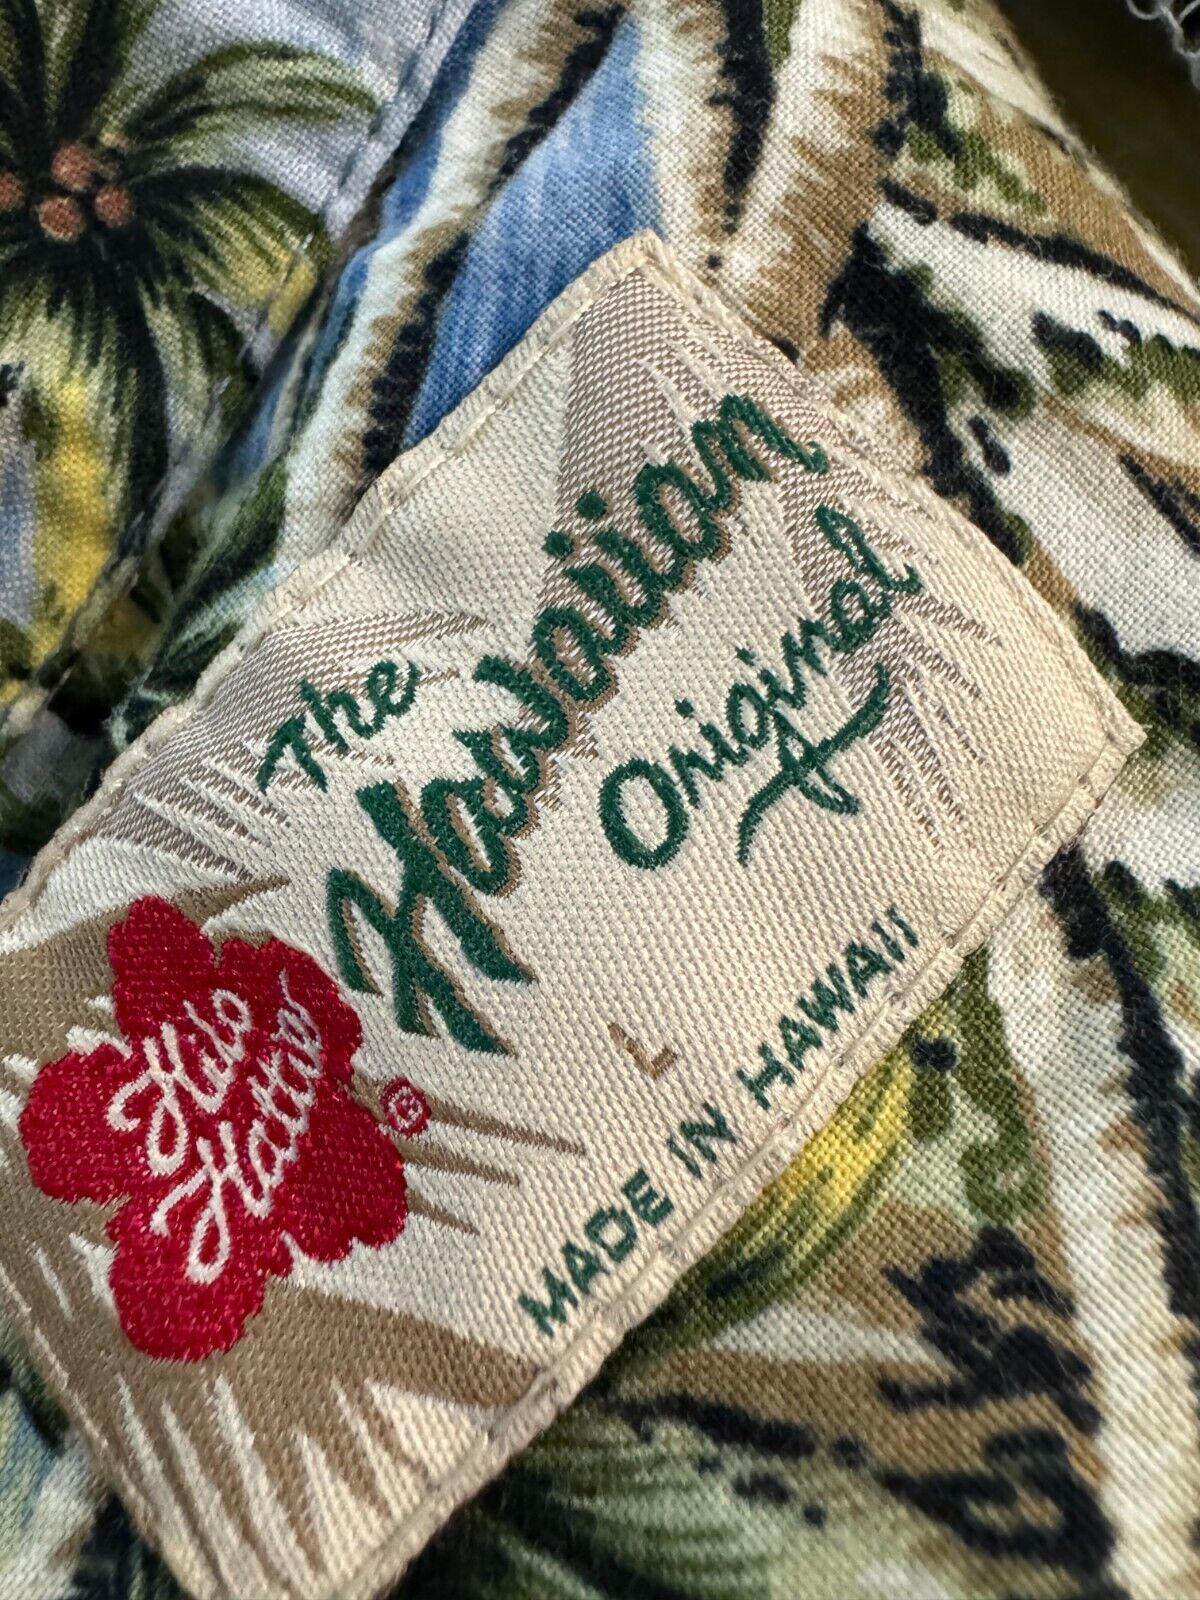 The
Hawaiian
Original
Hilo
Hattie
®
L
MADE IN HAWAII